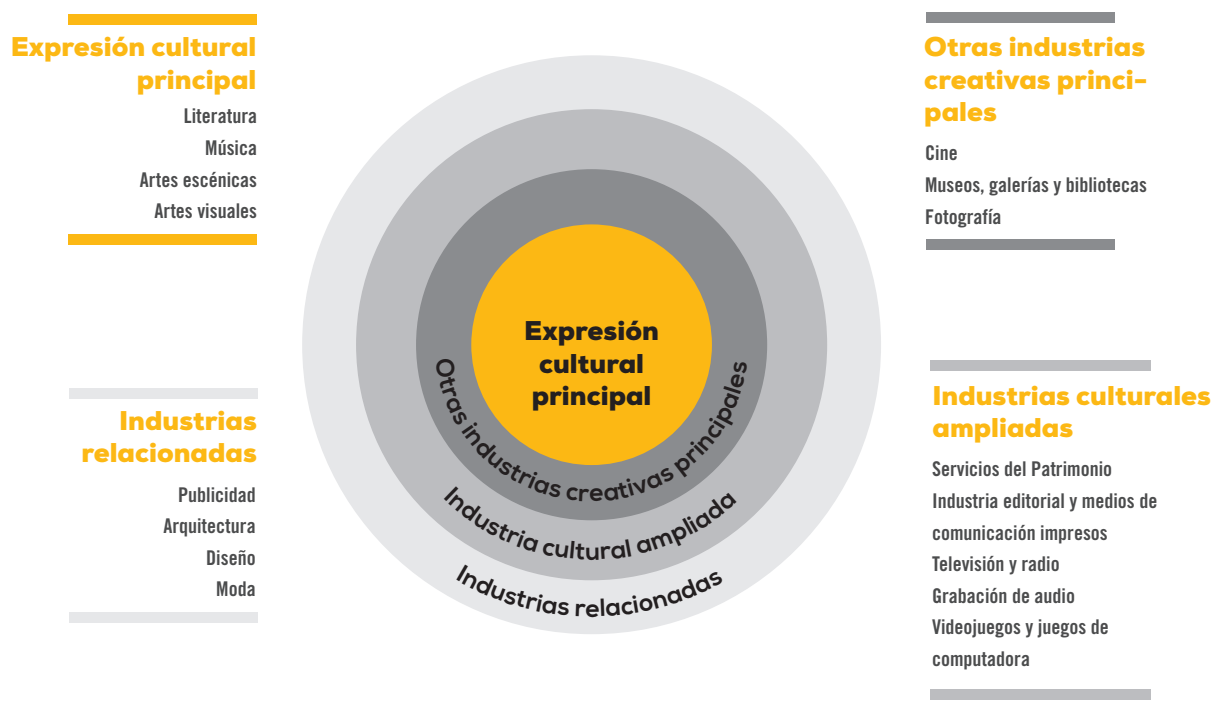 Expresión cultural
principal
Literatura
Música
Artes escénicas
Artes visuales
Otras industrias
creativas princi-
pales
Cine
Museos, galerías y bibliotecas
Fotografía
Expresión
cultural
principal
Otras industrias creativas principales
Industria cultural ampliada
Industrias relacionadas
Industrias
relacionadas
Publicidad
Arquitectura
Diseño
Moda
Industrias culturales
ampliadas
Servicios del Patrimonio
Industria editorial y medios de
comunicación impresos
Televisión y radio
Grabación de audio
Videojuegos y juegos de
computadora